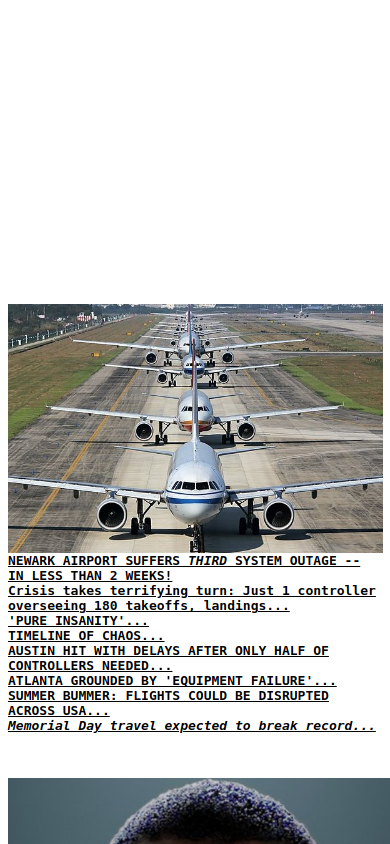 NEWARK AIRPORT SUFFERS THIRD SYSTEM OUTAGE --
IN LESS THAN 2 WEEKS!
Crisis takes terrifying turn: Just 1 controller
overseeing 180 takeoffs, landings...
'PURE INSANITY'...
TIMELINE OF CHAOS...
AUSTIN HIT WITH DELAYS AFTER ONLY HALF OF
CONTROLLERS NEEDED...
ATLANTA GROUNDED BY 'EQUIPMENT FAILURE'...
SUMMER BUMMER: FLIGHTS COULD BE DISRUPTED
ACROSS USA...
Memorial Day travel expected to break record...